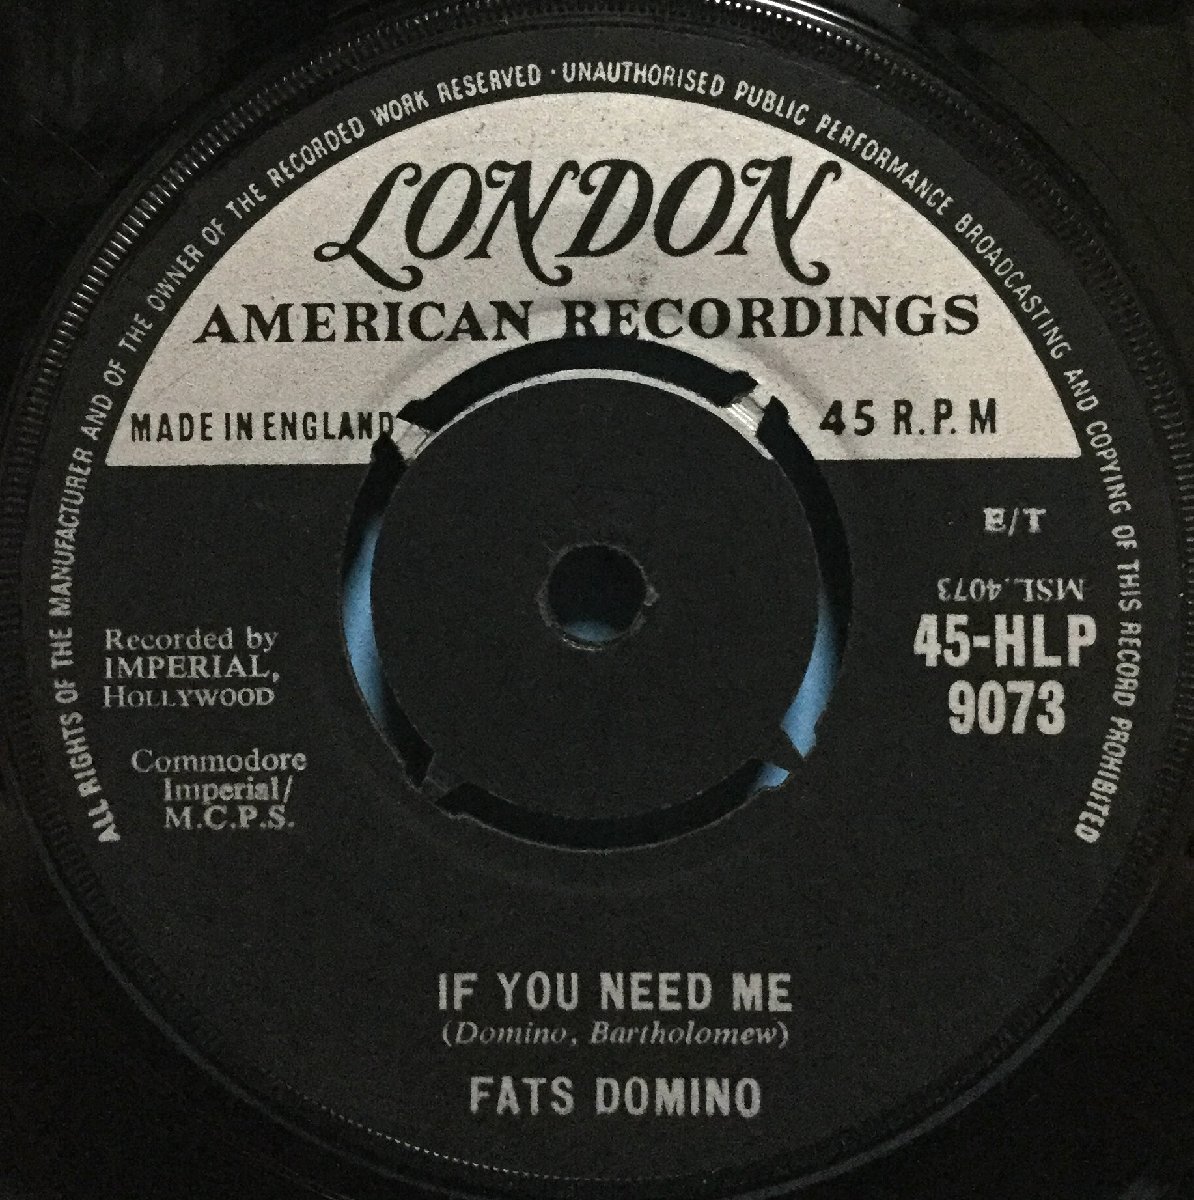 ALL RIGHTS OF THE MANUFACTURER AND OF THE OWNER OF THE RECORDED WORK RESERVED · UNAUTHORISED PUBLIC PERFORMANCE BROADCASTING AND COPYING OF THIS RECORD PROHIBITED
LONDON
AMERICAN RECORDINGS
MADE IN ENGLAND
45 R.P.M
E/T
MSL.4073
45-HLP
9073
Recorded by
IMPERIAL,
HOLLYWOOD
Commodore
Imperial/
M.C.P.S.
IF YOU NEED ME
(Domino, Bartholomew)
FATS DOMINO